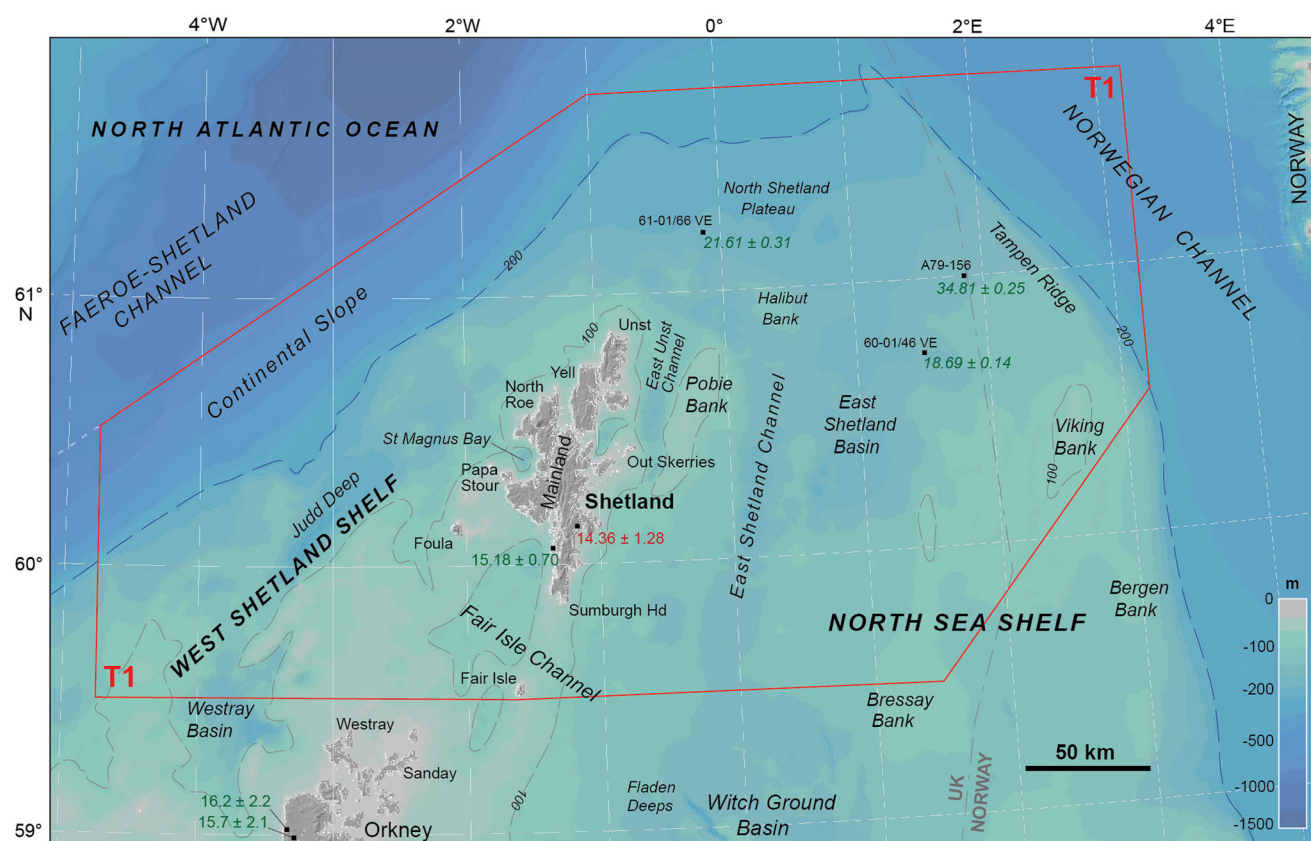 4°W
2°W
0°
2°E
4°E
T1
NORTH ATLANTIC OCEAN
NORWEGIAN CHANNEL
NORWAY
North Shetland
Plateau
61-01/66 VE
21.61 ± 0.31
FAEROE-SHETLAND
CHANNEL
200
Tampen Ridge
A79-156
34.81 ± 0.25
61°
N
Continental Slope
Halibut
Bank
100
Unst
200
60-01/46 VE
18.69 ± 0.14
East Unst
Channel
Yell
North
Roe
Pobie
Bank
East
Shetland
Basin
Viking
Bank
100
St Magnus Bay
Out Skerries
Papa
Stour
Mainland
Judd Deep
Shetland
East Shetland Channel
WEST SHETLAND SHELF
Foula
14.36 ± 1.28
15.18 ± 0.70
60°
Sumburgh Hd
Bergen
Bank
m
0
-100
-200
-500
-1000
-1500
Fair Isle Channel
NORTH SEA SHELF
T1
Fair Isle
Westray
Basin
Bressay
Bank
Westray
50 km
Sanday
UK
NORWAY
Fladen
Deeps
Witch Ground
Basin
100
16.2 ± 2.2
15.7 ± 2.1
Orkney
59°